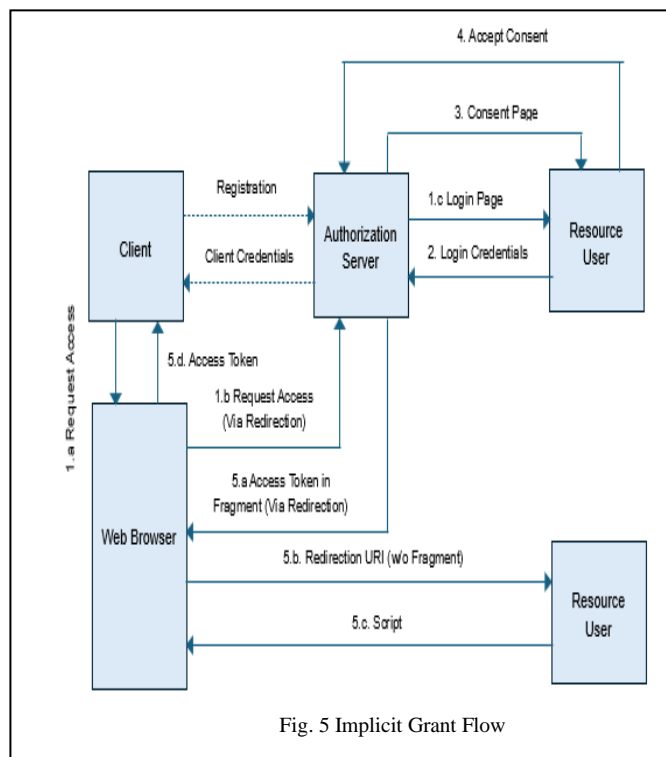 4. Accept Consent
3. Consent Page
Registration
1.c Login Page
Client
Authorization
Server
Resource
User
Client Credentials
2. Login Credentials
1.a Request Access
5.d. Access Token
1.b Request Access
(Via Redirection)
5.a Access Token in
Fragment (Via Redirection)
Web Browser
5.b. Redirection URI (w/o Fragment)
Resource
User
5.c. Script
Fig. 5 Implicit Grant Flow